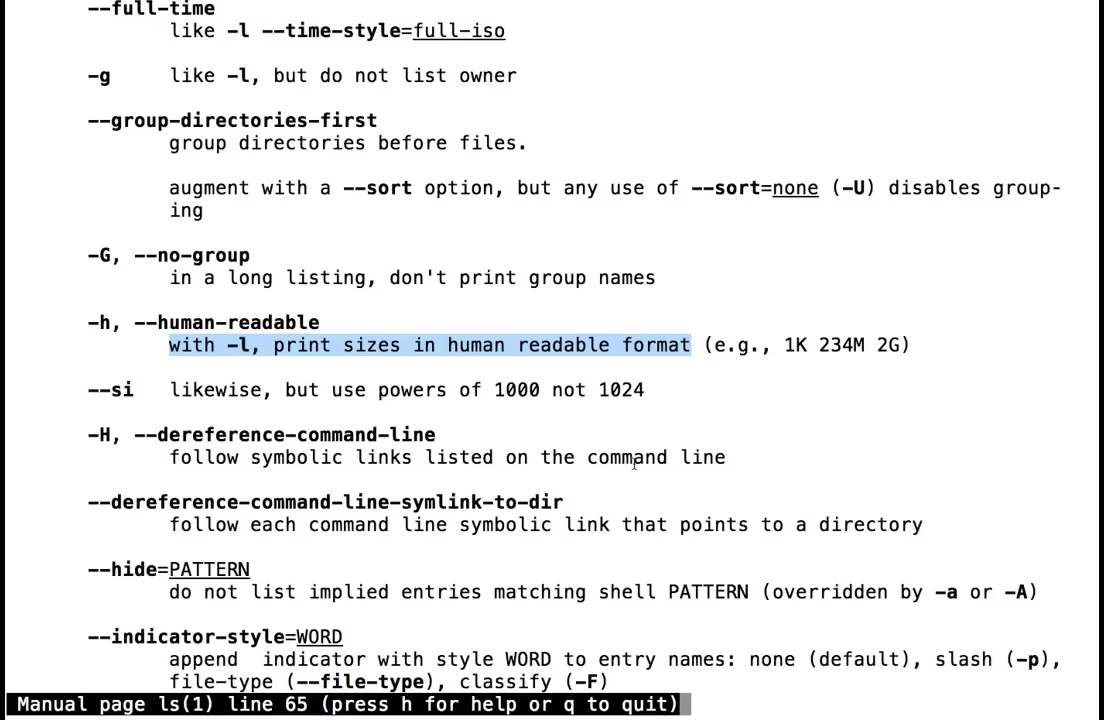 --full-time
like -l --time-style=full-iso
-g like -l, but do not list owner
--group-directories-first
group directories before files.
augment with a --sort option, but any use of --sort=none (-U) disables group-
ing
-G, --no-group
in a long listing, don't print group names
-h, --human-readable
with -l, print sizes in human readable format (e.g., 1K 234M 2G)
--si likewise, but use powers of 1000 not 1024
-H, --dereference-command-line
follow symbolic links listed on the command line
--dereference-command-line-symlink-to-dir
follow each command line symbolic link that points to a directory
--hide=PATTERN
do not list implied entries matching shell PATTERN (overridden by -a or -A)
--indicator-style=WORD
append  indicator with style WORD to entry names: none (default), slash (-p),
file-type (--file-type), classify (-F)
Manual page ls(1) line 65 (press h for help or q to quit)